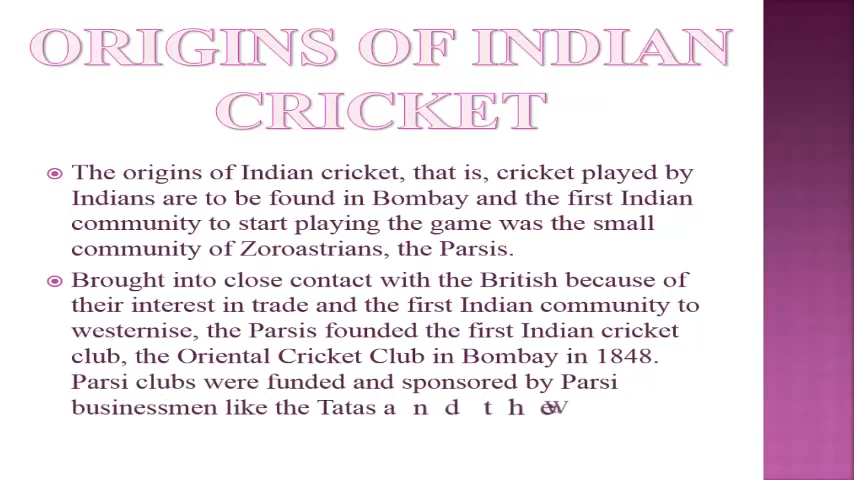 ORIGINS OF INDIAN
CRICKET
The origins of Indian cricket, that is, cricket played by
Indians are to be found in Bombay and the first Indian
community to start playing the game was the small
community of Zoroastrians, the Parsis.
Brought into close contact with the British because of
their interest in trade and the first Indian community to
westernise, the Parsis founded the first Indian cricket
club, the Oriental Cricket Club in Bombay in 1848.
Parsi clubs were funded and sponsored by Parsi
businessmen like the Tatas and the